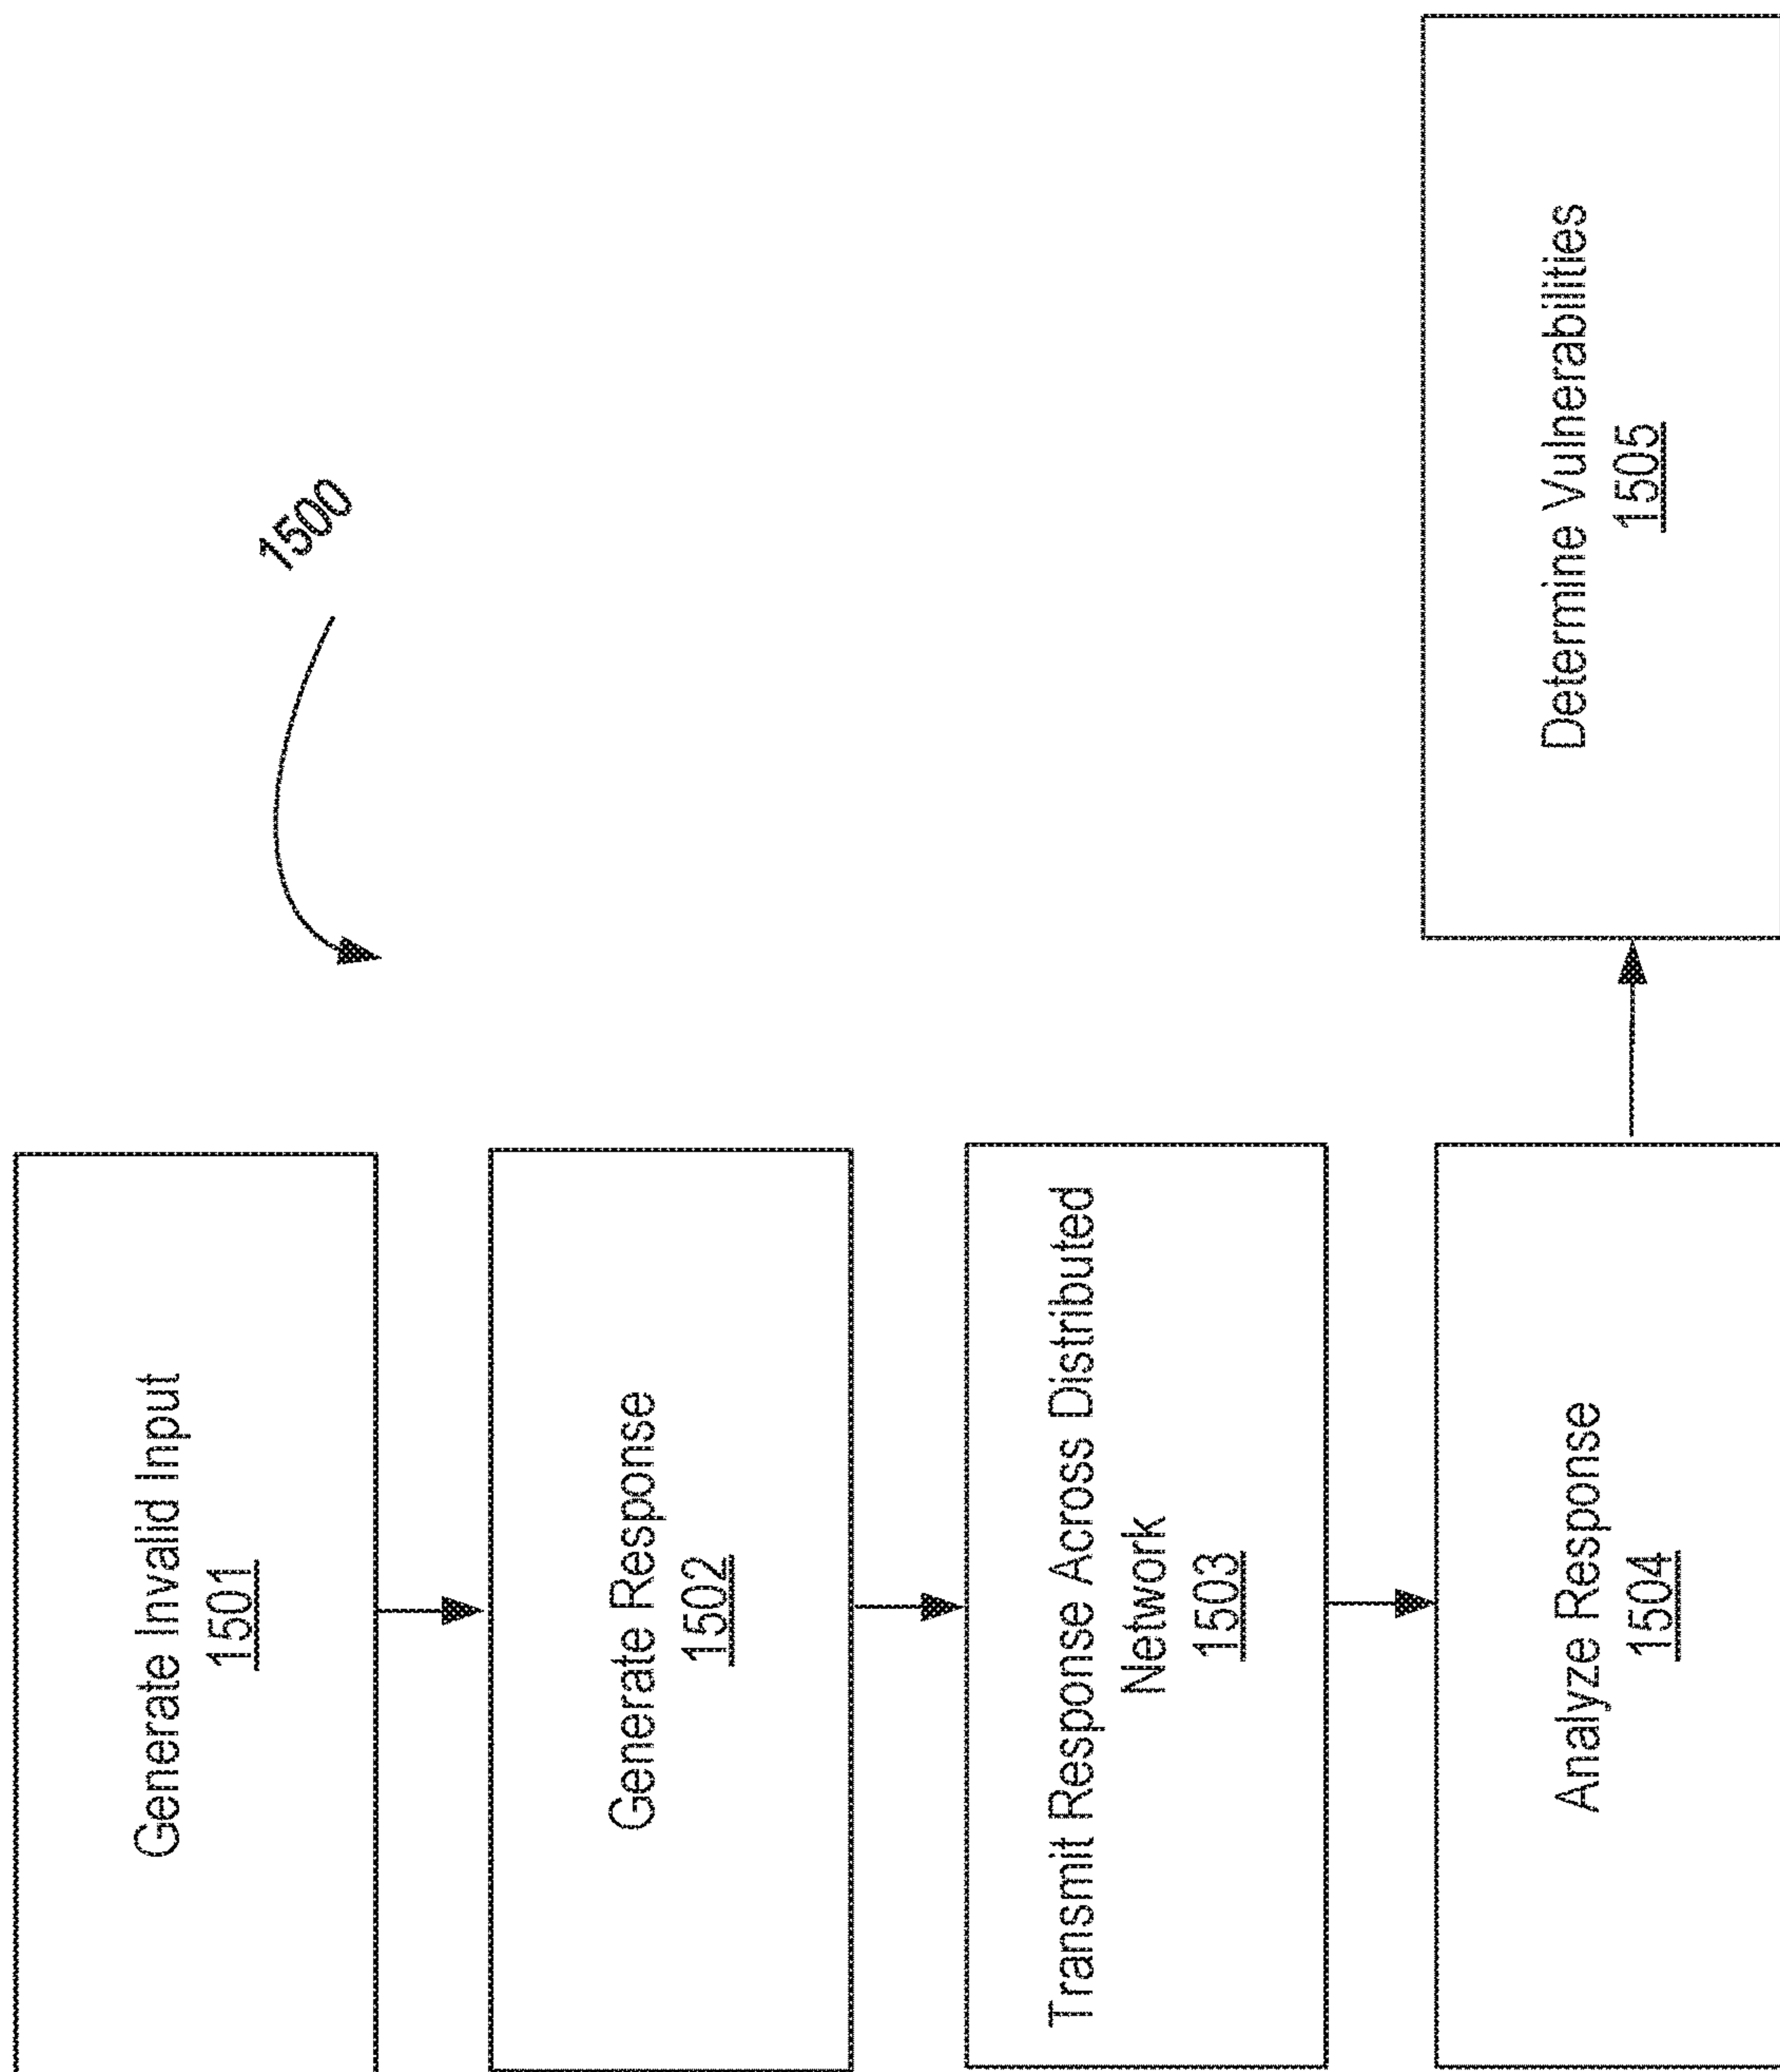 1500
Generate Invalid Input
1501
Generate Response
1502
Transmit Response Across Distributed
Network
1503
Analyze Response
1504
Determine Vulnerabilities
1505